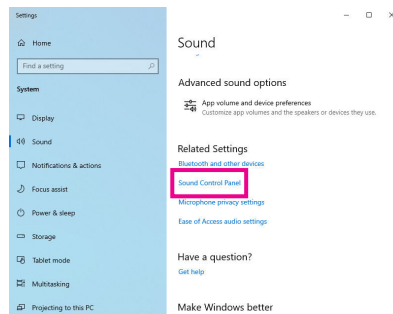 Settings
Home
Find a setting
System
Display
Sound
Notifications & actions
Focus assist
Power & sleep
Storage
Tablet mode
Multitasking
Projecting to this PC
Sound
Advanced sound options
App volume and device preferences
Customize app volumes and the speakers or devices they use.
Related Settings
Bluetooth and other devices
Sound Control Panel
Microphone privacy settings
Ease of Access audio settings
Have a question?
Get help
Make Windows better